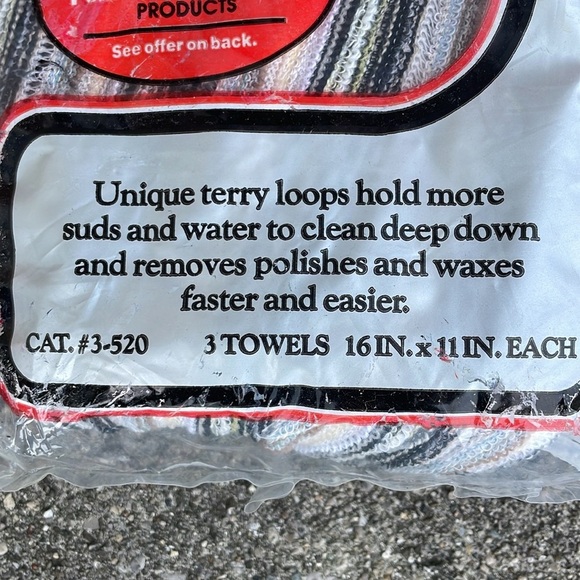 PRODUCTS
See offer on back.
Unique terry loops hold more
suds and water to clean deep down
and removes polishes and waxes
faster and easier.
CAT. #3-520 3 TOWELS 16 IN. x 11 IN. EACH